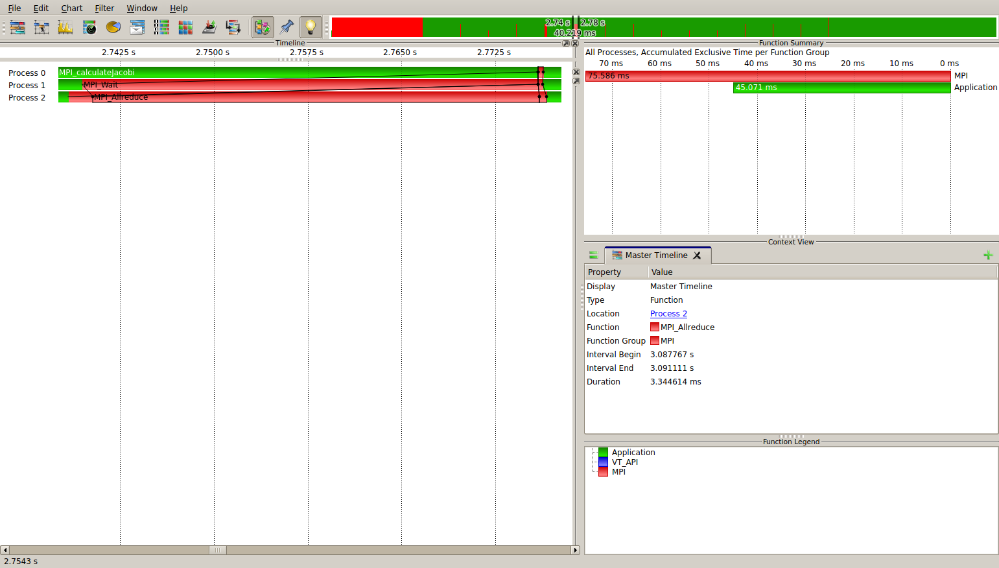 File Edit Chart Filter Window Help
2.74 s 2.78 s
40.219 ms
Timeline
2.7425 s 2.7500 s 2.7575 s 2.7650 s 2.7725 s
Process 0 MPI_calculateJacobi
Process 1 MPI_Wait
Process 2 MPI_Allreduce
2.7543 s
Function Summary
All Processes, Accumulated Exclusive Time per Function Group
70 ms 60 ms 50 ms 40 ms 30 ms 20 ms 10 ms 0 ms
75.586 ms MPI
45.071 ms Application
Context View
Master Timeline
Property Value
Display Master Timeline
Type Function
Location Process 2
Function MPI_Allreduce
Function Group MPI
Interval Begin 3.087767 s
Interval End 3.091111 s
Duration 3.344614 ms
Function Legend
Application
VT_API
MPI